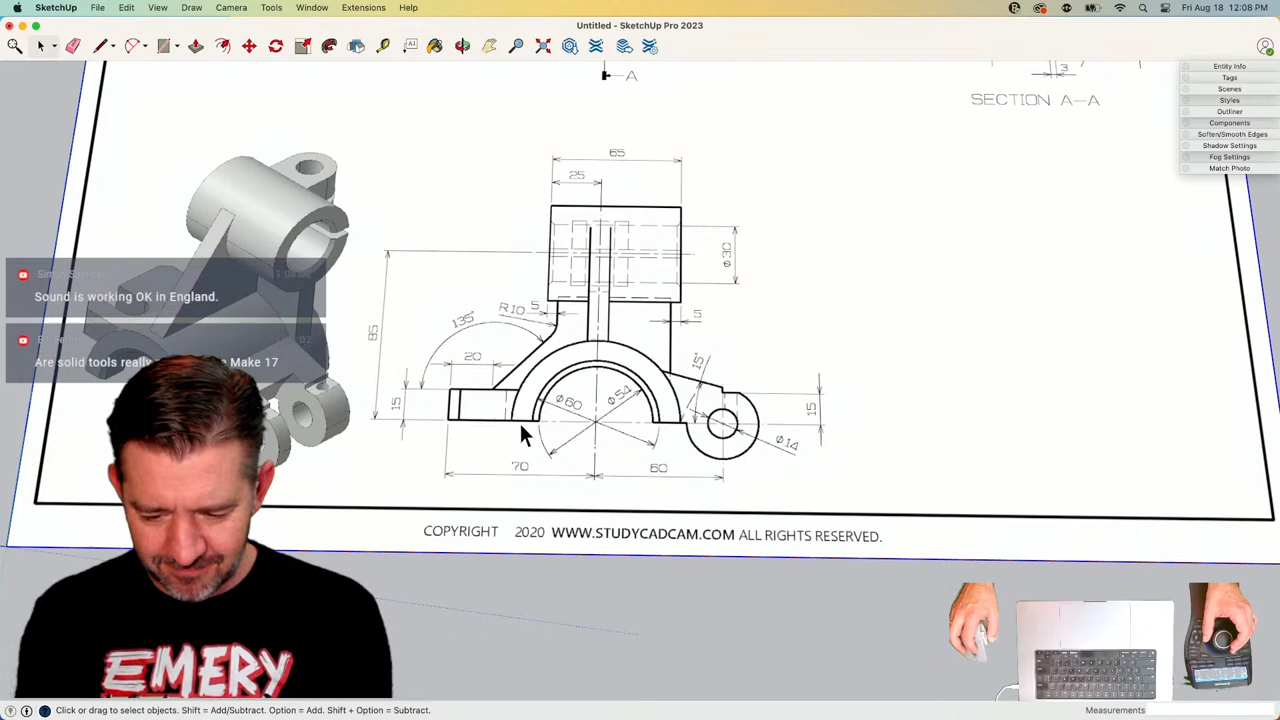 SketchUp File Edit View Draw Camera Tools Window Extensions Help Fri Aug 18 12:08 PM
Untitled - SketchUp Pro 2023
Entity Info
Tags
Scenes
Styles
Outliner
Components
Soften/Smooth Edges
Shadow Settings
Fog Settings
Match Photo
A
3
SECTION A-A
65
25
ø30
5
R10
5
135°
85
20
15°
15
ø60
ø54
15
ø14
70
60
Sound is working OK in England.
Are solid tools really
Make 17
COPYRIGHT 2020 WWW.STUDYCADCAM.COM ALL RIGHTS RESERVED.
EMERY
Click or drag to select objects. Shift = Add/Subtract. Option = Add. Shift + Option = Subtract.
Measurements